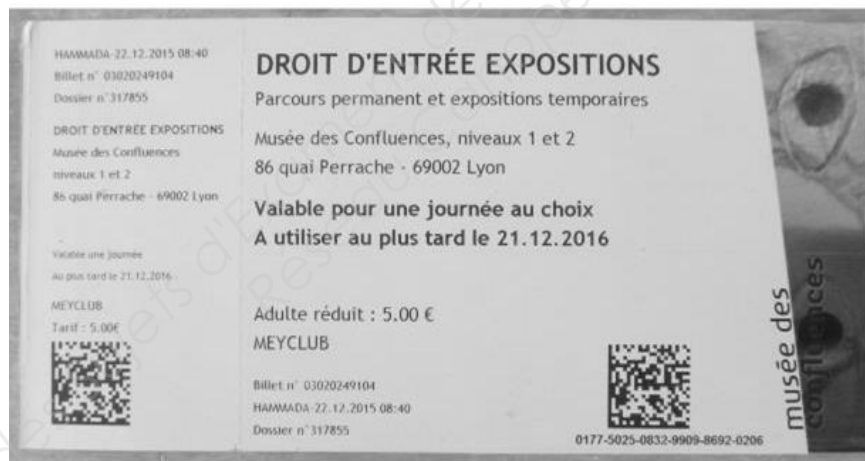 HAMMADA-22.12.2015 08:40
Billet n° 03020249104
Dossier n°317855
DROIT D'ENTRÉE EXPOSITIONS
Musée des Confluences
niveaux 1 et 2
86 quai Perrache - 69002 Lyon
Valable une journée
Au plus tard le 21.12.2016
MEYCLUB
Tarif : 5.00€
DROIT D'ENTRÉE EXPOSITIONS
Parcours permanent et expositions temporaires
Musée des Confluences, niveaux 1 et 2
86 quai Perrache - 69002 Lyon
Valable pour une journée au choix
A utiliser au plus tard le 21.12.2016
Adulte réduit : 5.00 €
MEYCLUB
Billet n° 03020249104
HAMMADA-22.12.2015 08:40
Dossier n°317855
0177-5025-0832-9909-8692-0206
musée des
confluences